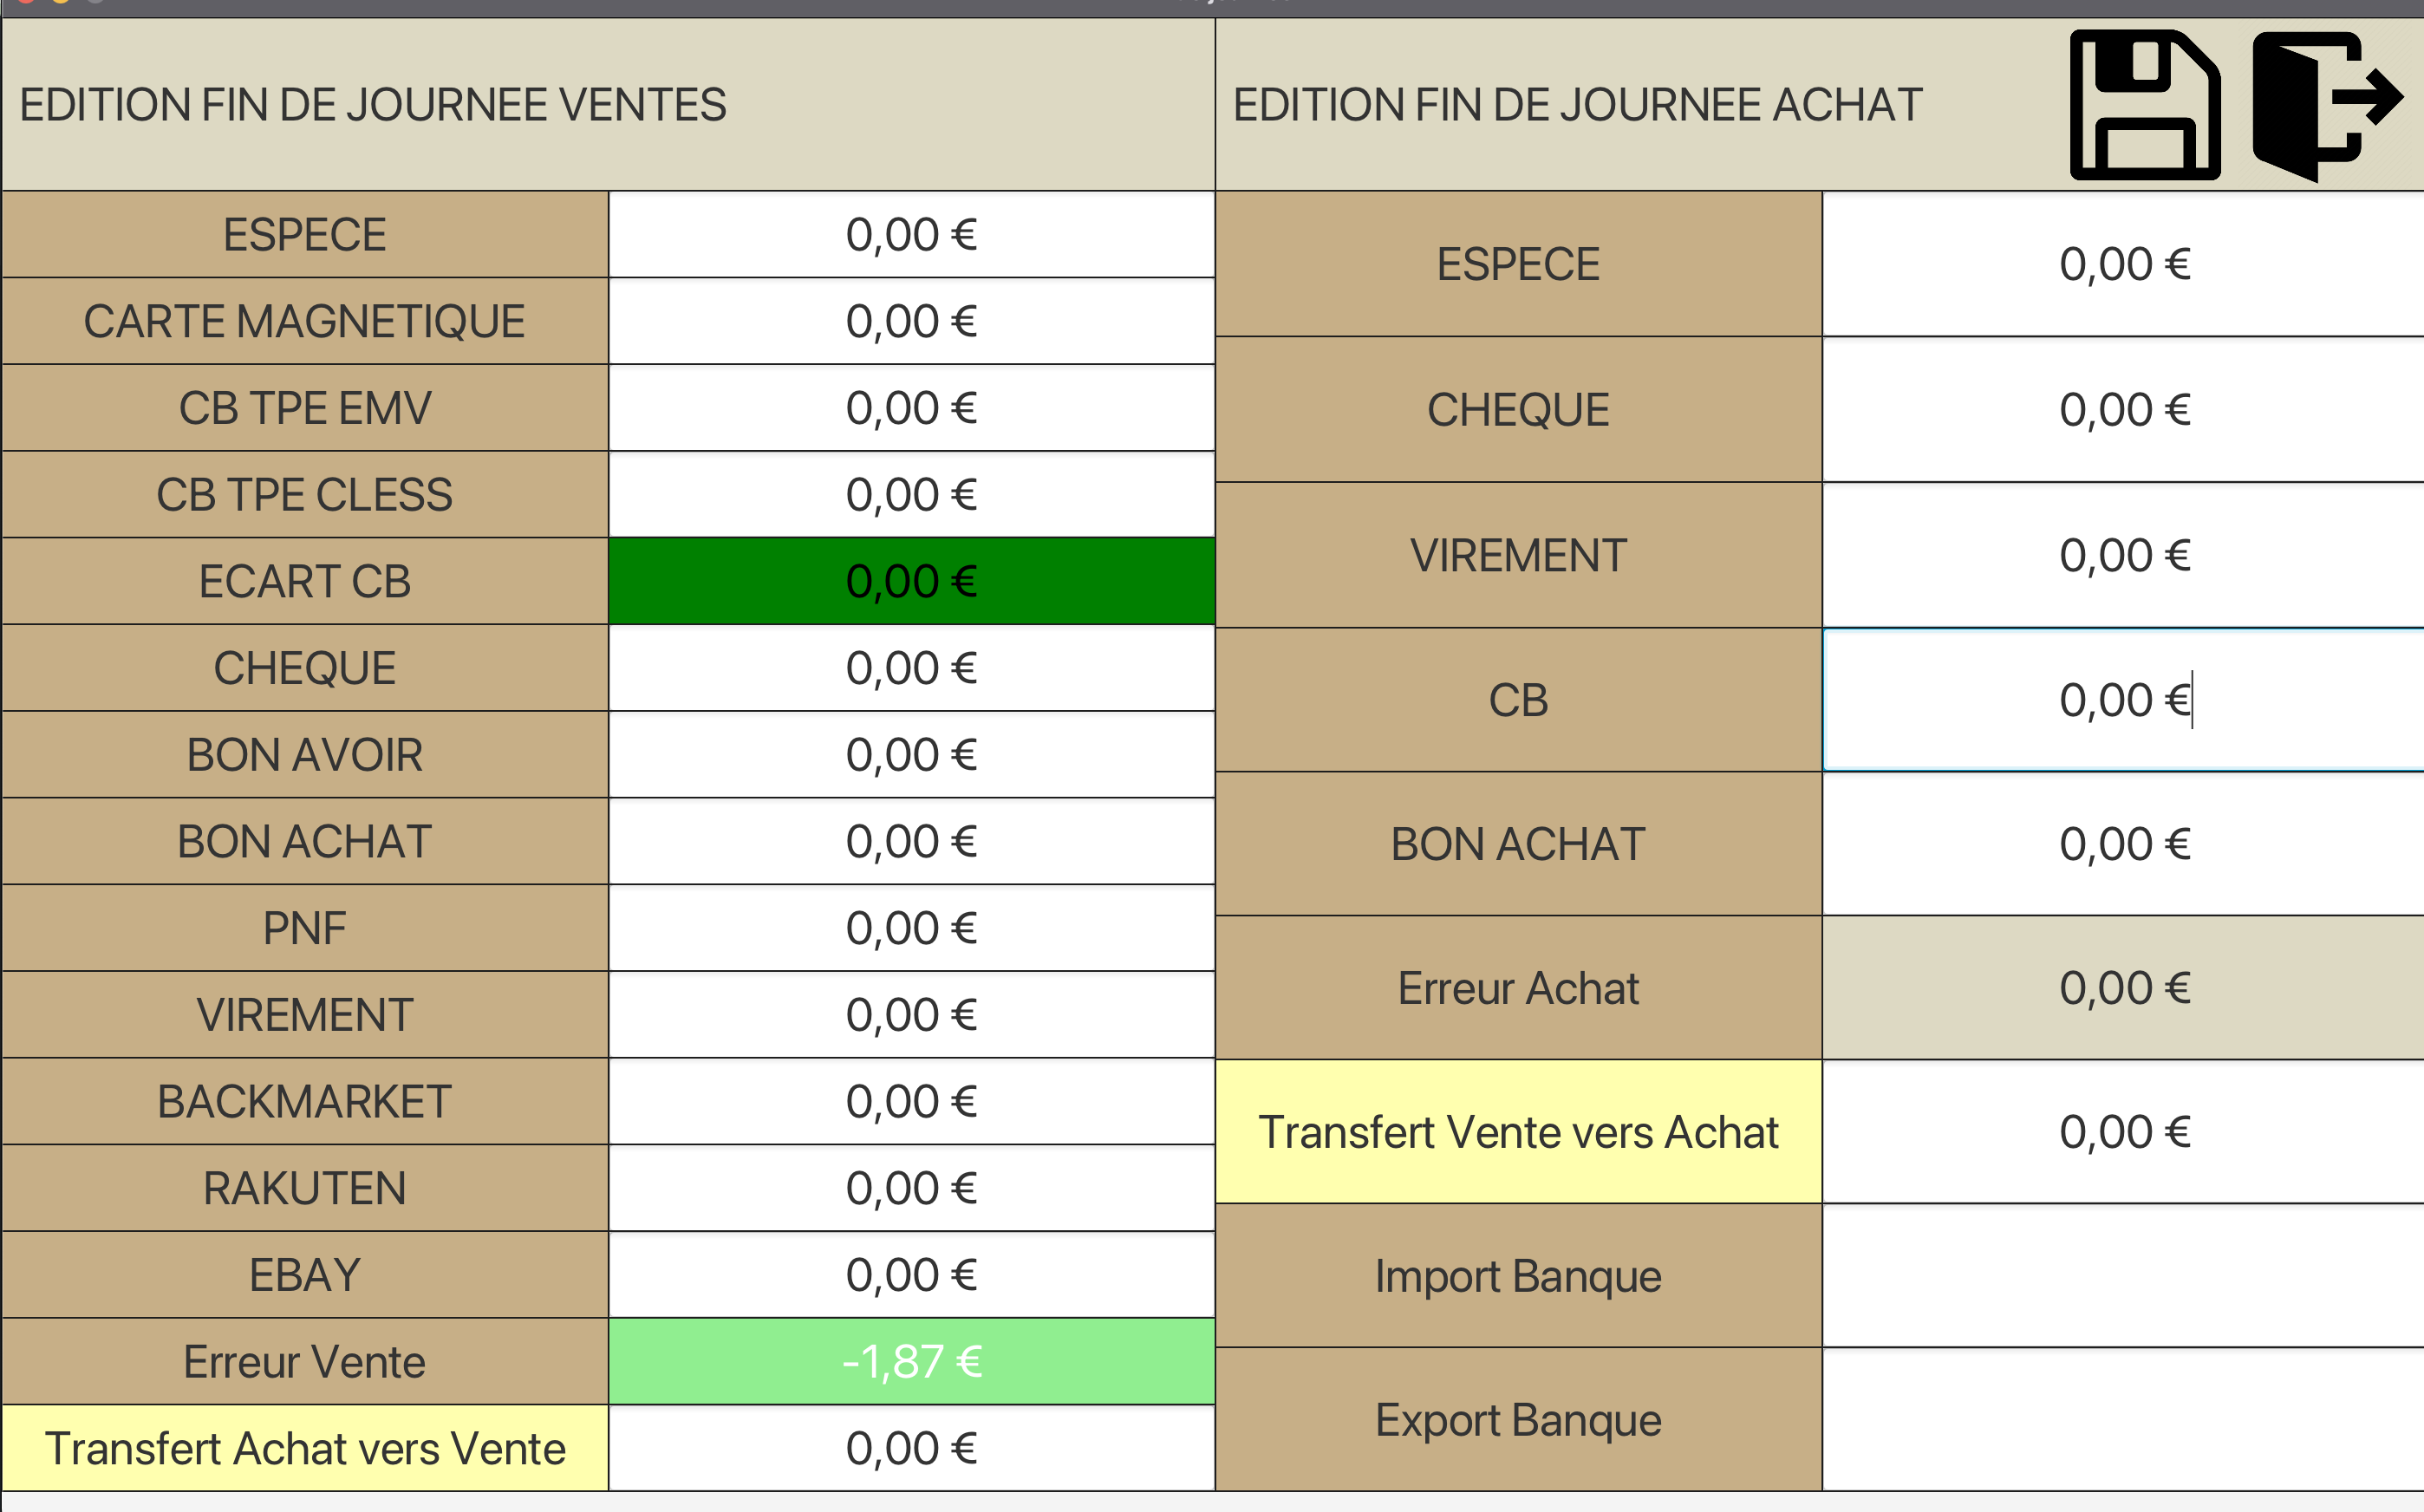 EDITION FIN DE JOURNEE VENTES
ESPECE 0,00 €
CARTE MAGNETIQUE 0,00 €
CB TPE EMV 0,00 €
CB TPE CLESS 0,00 €
ECART CB 0,00 €
CHEQUE 0,00 €
BON AVOIR 0,00 €
BON ACHAT 0,00 €
PNF 0,00 €
VIREMENT 0,00 €
BACKMARKET 0,00 €
RAKUTEN 0,00 €
EBAY 0,00 €
Erreur Vente -1,87 €
Transfert Achat vers Vente 0,00 €
EDITION FIN DE JOURNEE ACHAT
ESPECE 0,00 €
CHEQUE 0,00 €
VIREMENT 0,00 €
CB 0,00 €
BON ACHAT 0,00 €
Erreur Achat 0,00 €
Transfert Vente vers Achat 0,00 €
Import Banque
Export Banque